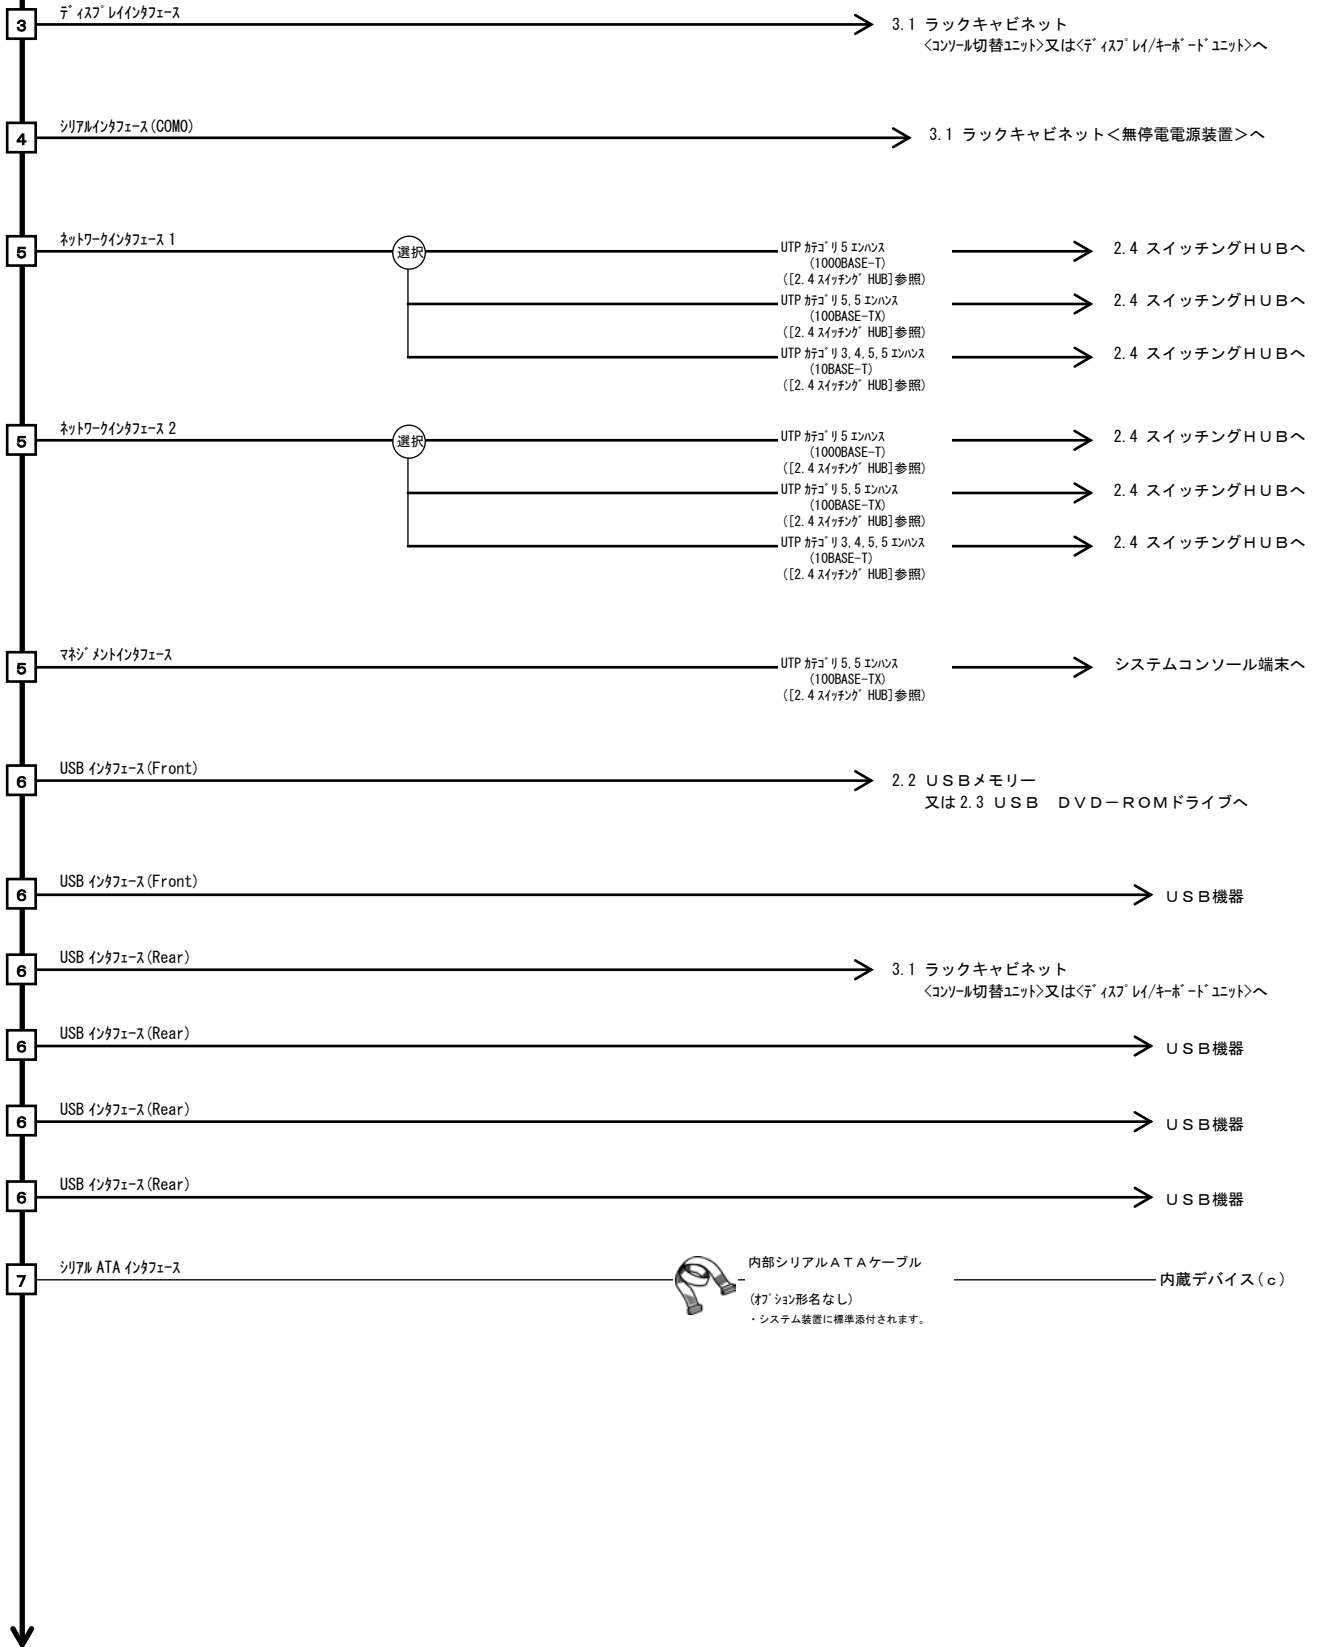 3
ﾃﾞｨｽﾌﾟﾚｲｲﾝﾀﾌｪｰｽ
3.1 ラックキャビネット
<ｺﾝｿｰﾙ切替ﾕﾆｯﾄ>又は<ﾃﾞｨｽﾌﾟﾚｲ/ｷｰﾎﾞｰﾄﾞﾕﾆｯﾄ>へ
4
ｼﾘｱﾙｲﾝﾀﾌｪｰｽ(COM0)
3.1 ラックキャビネット＜無停電電源装置＞へ
5
ﾈｯﾄﾜｰｸｲﾝﾀﾌｪｰｽ 1
選択
UTP ｶﾃｺﾞﾘ 5 ｴﾝﾊﾝｽ
(1000BASE-T)
([2.4 ｽｲｯﾁﾝｸﾞ HUB]参照)
2.4 スイッチングＨＵＢへ
UTP ｶﾃｺﾞﾘ 5,5 ｴﾝﾊﾝｽ
(100BASE-TX)
([2.4 ｽｲｯﾁﾝｸﾞ HUB]参照)
2.4 スイッチングＨＵＢへ
UTP ｶﾃｺﾞﾘ 3,4,5,5 ｴﾝﾊﾝｽ
(10BASE-T)
([2.4 ｽｲｯﾁﾝｸﾞ HUB]参照)
2.4 スイッチングＨＵＢへ
5
ﾈｯﾄﾜｰｸｲﾝﾀﾌｪｰｽ 2
選択
UTP ｶﾃｺﾞﾘ 5 ｴﾝﾊﾝｽ
(1000BASE-T)
([2.4 ｽｲｯﾁﾝｸﾞ HUB]参照)
2.4 スイッチングＨＵＢへ
UTP ｶﾃｺﾞﾘ 5,5 ｴﾝﾊﾝｽ
(100BASE-TX)
([2.4 ｽｲｯﾁﾝｸﾞ HUB]参照)
2.4 スイッチングＨＵＢへ
UTP ｶﾃｺﾞﾘ 3,4,5,5 ｴﾝﾊﾝｽ
(10BASE-T)
([2.4 ｽｲｯﾁﾝｸﾞ HUB]参照)
2.4 スイッチングＨＵＢへ
5
ﾏﾈｼﾞﾒﾝﾄｲﾝﾀﾌｪｰｽ
UTP ｶﾃｺﾞﾘ 5,5 ｴﾝﾊﾝｽ
(100BASE-TX)
([2.4 ｽｲｯﾁﾝｸﾞ HUB]参照)
システムコンソール端末へ
6
USB ｲﾝﾀﾌｪｰｽ(Front)
2.2 ＵＳＢメモリー
又は 2.3 ＵＳＢ　ＤＶＤ－ＲＯＭドライブへ
6
USB ｲﾝﾀﾌｪｰｽ(Front)
ＵＳＢ機器
6
USB ｲﾝﾀﾌｪｰｽ(Rear)
3.1 ラックキャビネット
<ｺﾝｿｰﾙ切替ﾕﾆｯﾄ>又は<ﾃﾞｨｽﾌﾟﾚｲ/ｷｰﾎﾞｰﾄﾞﾕﾆｯﾄ>へ
6
USB ｲﾝﾀﾌｪｰｽ(Rear)
ＵＳＢ機器
6
USB ｲﾝﾀﾌｪｰｽ(Rear)
ＵＳＢ機器
6
USB ｲﾝﾀﾌｪｰｽ(Rear)
ＵＳＢ機器
7
ｼﾘｱﾙ ATA ｲﾝﾀﾌｪｰｽ
内部シリアルＡＴＡケーブル
(ｵﾌﾟｼｮﾝ形名なし)
・システム装置に標準添付されます。
内蔵デバイス(ｃ)